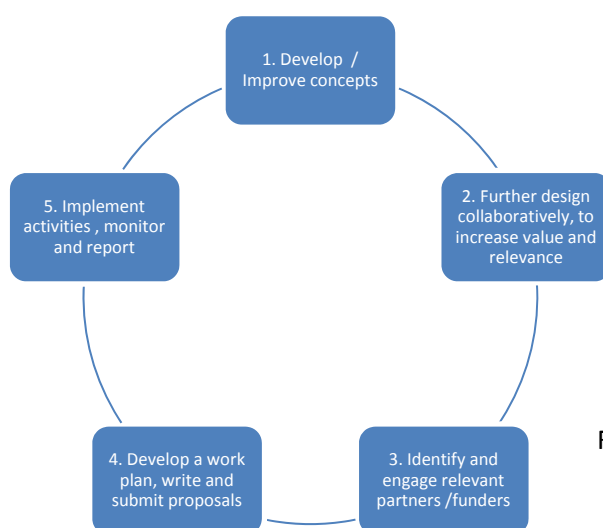 1. Develop /
Improve concepts
2. Further design
collaboratively, to
increase value and
relevance
3. Identify and
engage relevant
partners /funders
4. Develop a work
plan, write and
submit proposals
5. Implement
activities , monitor
and report